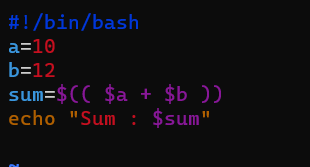 #!/bin/bash
a=10
b=12
sum=$(( $a + $b ))
echo "Sum : $sum"
~